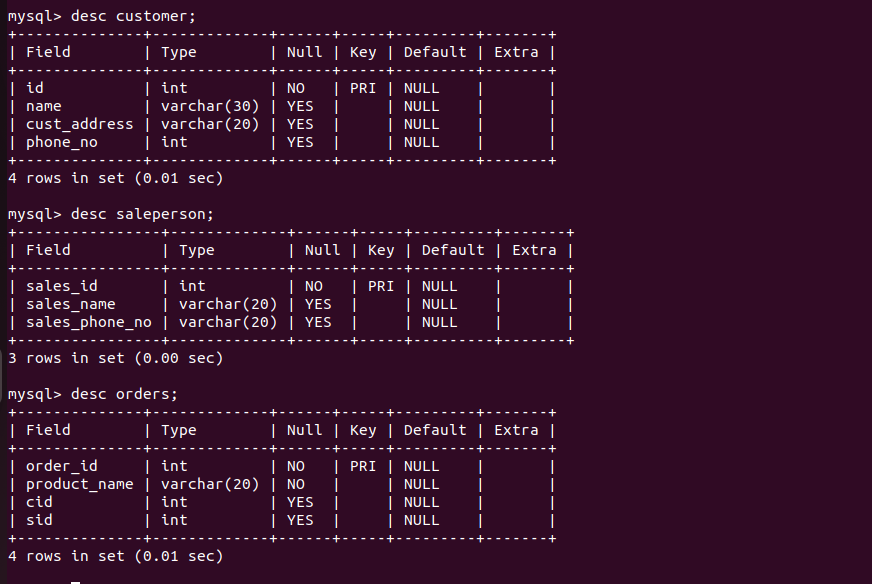 mysql> desc customer;
+--------------+-------------+------+-----+---------+-------+
| Field        | Type        | Null | Key | Default | Extra |
+--------------+-------------+------+-----+---------+-------+
| id           | int         | NO   | PRI | NULL    |       |
| name         | varchar(30) | YES  |     | NULL    |       |
| cust_address | varchar(20) | YES  |     | NULL    |       |
| phone_no     | int         | YES  |     | NULL    |       |
+--------------+-------------+------+-----+---------+-------+
4 rows in set (0.01 sec)

mysql> desc saleperson;
+----------------+-------------+------+-----+---------+-------+
| Field          | Type        | Null | Key | Default | Extra |
+----------------+-------------+------+-----+---------+-------+
| sales_id       | int         | NO   | PRI | NULL    |       |
| sales_name     | varchar(20) | YES  |     | NULL    |       |
| sales_phone_no | varchar(20) | YES  |     | NULL    |       |
+----------------+-------------+------+-----+---------+-------+
3 rows in set (0.00 sec)

mysql> desc orders;
+--------------+-------------+------+-----+---------+-------+
| Field        | Type        | Null | Key | Default | Extra |
+--------------+-------------+------+-----+---------+-------+
| order_id     | int         | NO   | PRI | NULL    |       |
| product_name | varchar(20) | NO   |     | NULL    |       |
| cid          | int         | YES  |     | NULL    |       |
| sid          | int         | YES  |     | NULL    |       |
+--------------+-------------+------+-----+---------+-------+
4 rows in set (0.01 sec)